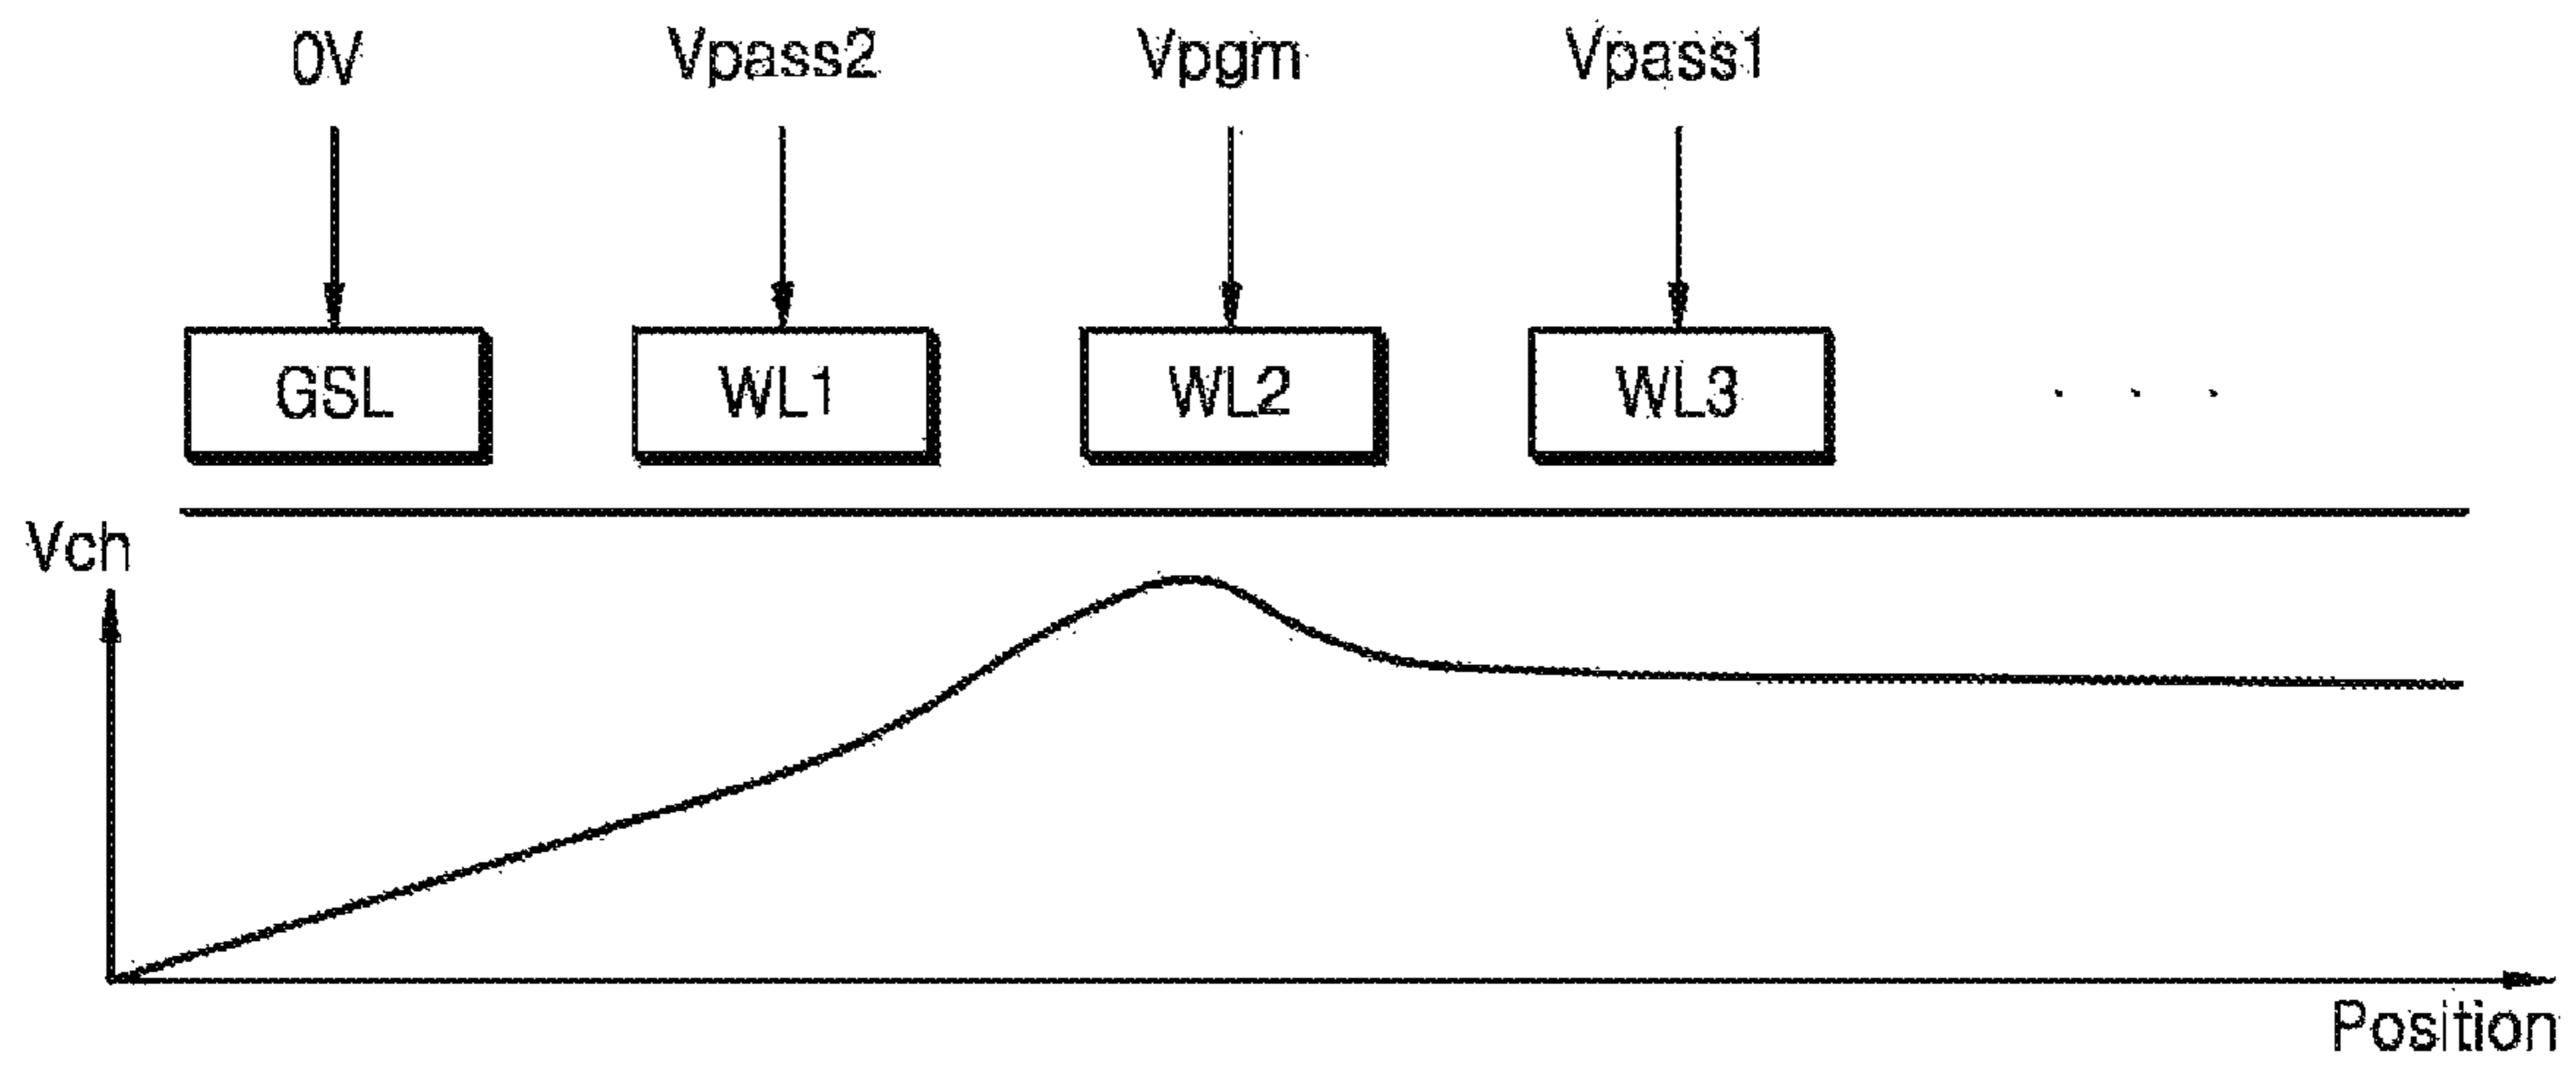 0V Vpass2 Vpgm Vpass1
GSL WL1 WL2 WL3 . . .
Vch
Position